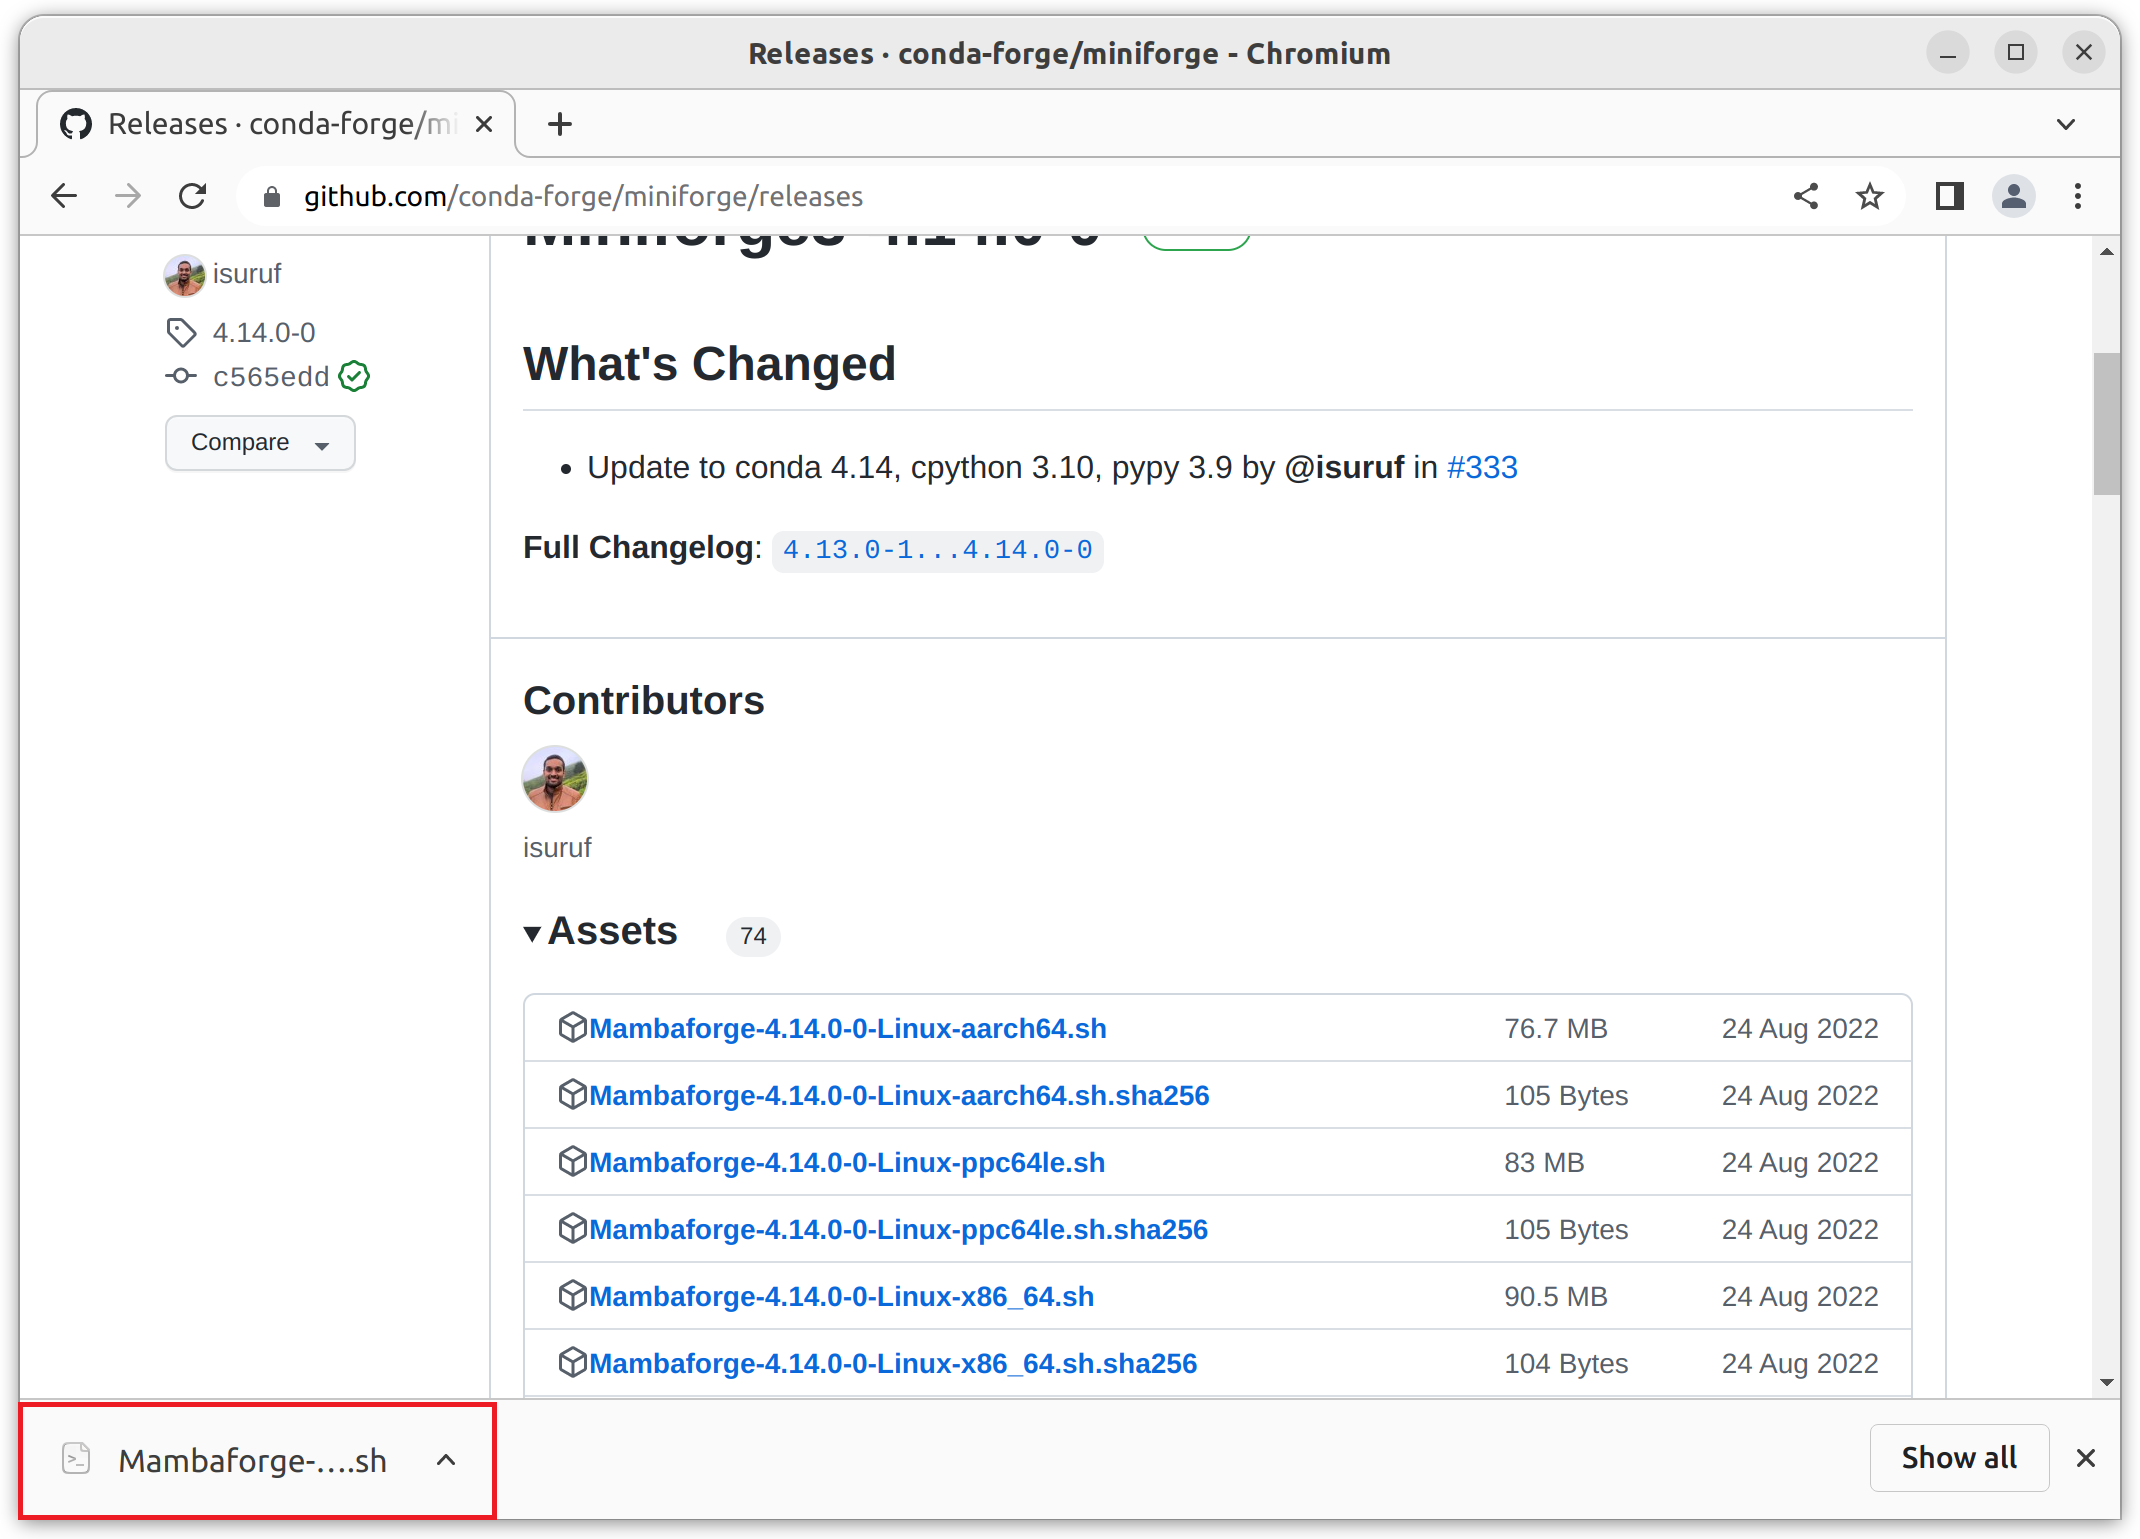 Releases · conda-forge/miniforge - Chromium
Releases · conda-forge/mi
github.com/conda-forge/miniforge/releases
isuruf
4.14.0-0
c565edd
Compare
What's Changed
Update to conda 4.14, cpython 3.10, pypy 3.9 by @isuruf in #333
Full Changelog: 4.13.0-1...4.14.0-0
Contributors
isuruf
Assets 74
Mambaforge-4.14.0-0-Linux-aarch64.sh 76.7 MB 24 Aug 2022
Mambaforge-4.14.0-0-Linux-aarch64.sh.sha256 105 Bytes 24 Aug 2022
Mambaforge-4.14.0-0-Linux-ppc64le.sh 83 MB 24 Aug 2022
Mambaforge-4.14.0-0-Linux-ppc64le.sh.sha256 105 Bytes 24 Aug 2022
Mambaforge-4.14.0-0-Linux-x86_64.sh 90.5 MB 24 Aug 2022
Mambaforge-4.14.0-0-Linux-x86_64.sh.sha256 104 Bytes 24 Aug 2022
Mambaforge-....sh
Show all